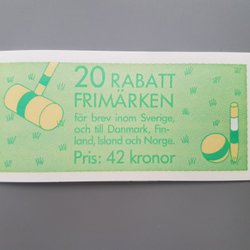 20 RABATT
FRIMÄRKEN
för brev inom Sverige,
och till Danmark, Fin-
land, Island och Norge.
Pris: 42 kronor